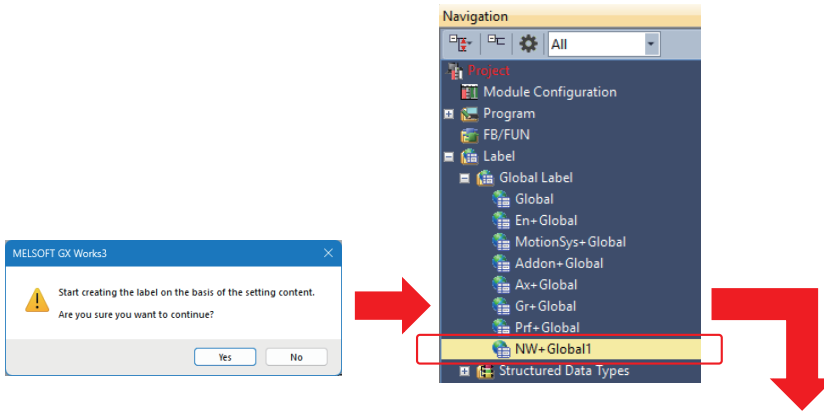 MELSOFT GX Works3
Start creating the label on the basis of the setting content.
Are you sure you want to continue?
Yes
No
Navigation
All
Project
Module Configuration
Program
FB/FUN
Label
Global Label
Global
En+Global
MotionSys+Global
Addon+Global
Ax+Global
Gr+Global
Prf+Global
NW+Global1
Structured Data Types